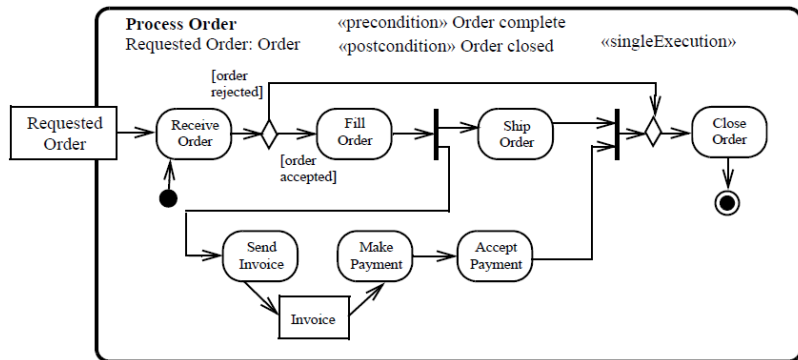 Process Order
«precondition» Order complete
Requested Order: Order
«postcondition» Order closed
«singleExecution»
[order
rejected]
Requested
Order
Receive
Order
Fill
Order
Ship
Order
Close
Order
[order
accepted]
Send
Invoice
Make
Payment
Accept
Payment
Invoice